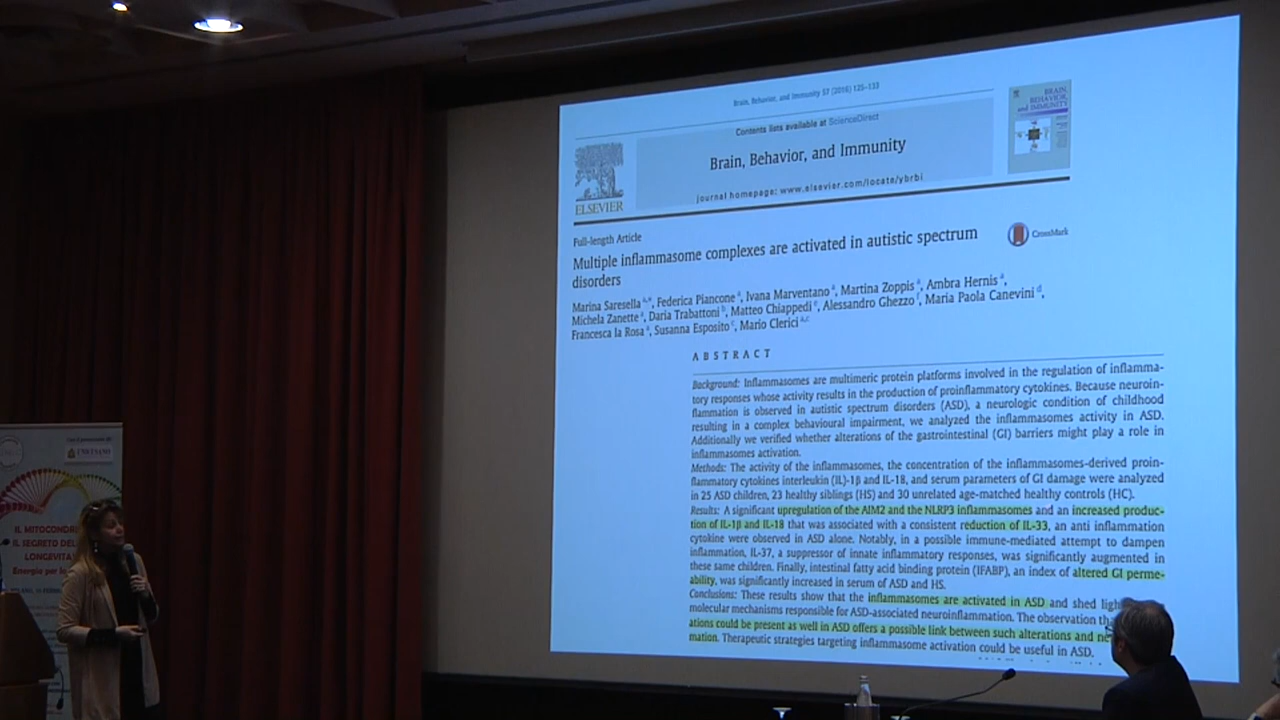 Brain, Behavior, and Immunity 57 (2016) 125–133
Contents lists available at ScienceDirect
Brain, Behavior, and Immunity
journal homepage: www.elsevier.com/locate/ybrbi
ELSEVIER
BRAIN,
BEHAVIOR,
and IMMUNITY
Full-length Article
Multiple inflammasome complexes are activated in autistic spectrum
disorders
CrossMark
Marina Saresella a,*, Federica Piancone a, Ivana Marventano a, Martina Zoppis a, Ambra Hernis a,
Michela Zanette a, Daria Trabattoni b, Matteo Chiappedi e, Alessandro Ghezzo f, Maria Paola Canevini d,
Francesca la Rosa a, Susanna Esposito c, Mario Clerici a,c
ABSTRACT
Background: Inflammasomes are multimeric protein platforms involved in the regulation of inflamma-
tory responses whose activity results in the production of proinflammatory cytokines. Because neuroin-
flammation is observed in autistic spectrum disorders (ASD), a neurologic condition of childhood
resulting in a complex behavioural impairment, we analyzed the inflammasomes activity in ASD.
Additionally we verified whether alterations of the gastrointestinal (GI) barriers might play a role in
inflammasomes activation.
Methods: The activity of the inflammasomes, the concentration of the inflammasomes-derived proin-
flammatory cytokines interleukin (IL)-1β and IL-18, and serum parameters of GI damage were analyzed
in 25 ASD children, 23 healthy siblings (HS) and 30 unrelated age-matched healthy controls (HC).
Results: A significant upregulation of the AIM2 and the NLRP3 inflammasomes and an increased produc-
tion of IL-1β and IL-18 that was associated with a consistent reduction of IL-33, an anti inflammation
cytokine were observed in ASD alone. Notably, in a possible immune-mediated attempt to dampen
inflammation, IL-37, a suppressor of innate inflammatory responses, was significantly augmented in
these same children. Finally, intestinal fatty acid binding protein (IFABP), an index of altered GI perme-
ability, was significantly increased in serum of ASD and HS.
Conclusions: These results show that the inflammasomes are activated in ASD and shed
molecular mechanisms responsible for ASD-associated neuroinflammation. The observation
ations could be present as well in ASD offers a possible link between such alterations and
mation. Therapeutic strategies targeting inflammasome activation could be useful in ASD.
IL MITOCONDR
IL SEGRETO DEL
LONGEVITA
Energia per la